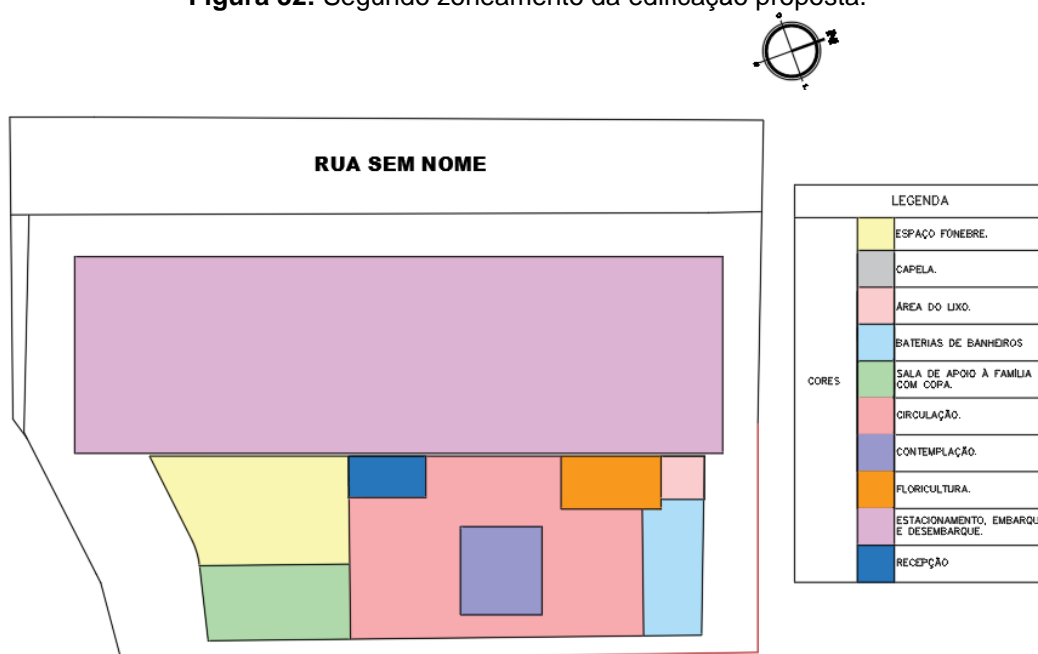 Figura 32: Segundo zoneamento da edificação proposta.
N
RUA SEM NOME
LEGENDA
CORES
ESPAÇO FÚNEBRE.
CAPELA.
ÁREA DO LIXO.
BATERIAS DE BANHEIROS
SALA DE APOIO À FAMÍLIA
COM COPA.
CIRCULAÇÃO.
CONTEMPLAÇÃO.
FLORICULTURA.
ESTACIONAMENTO, EMBARQU
E DESEMBARQUE.
RECEPÇÃO